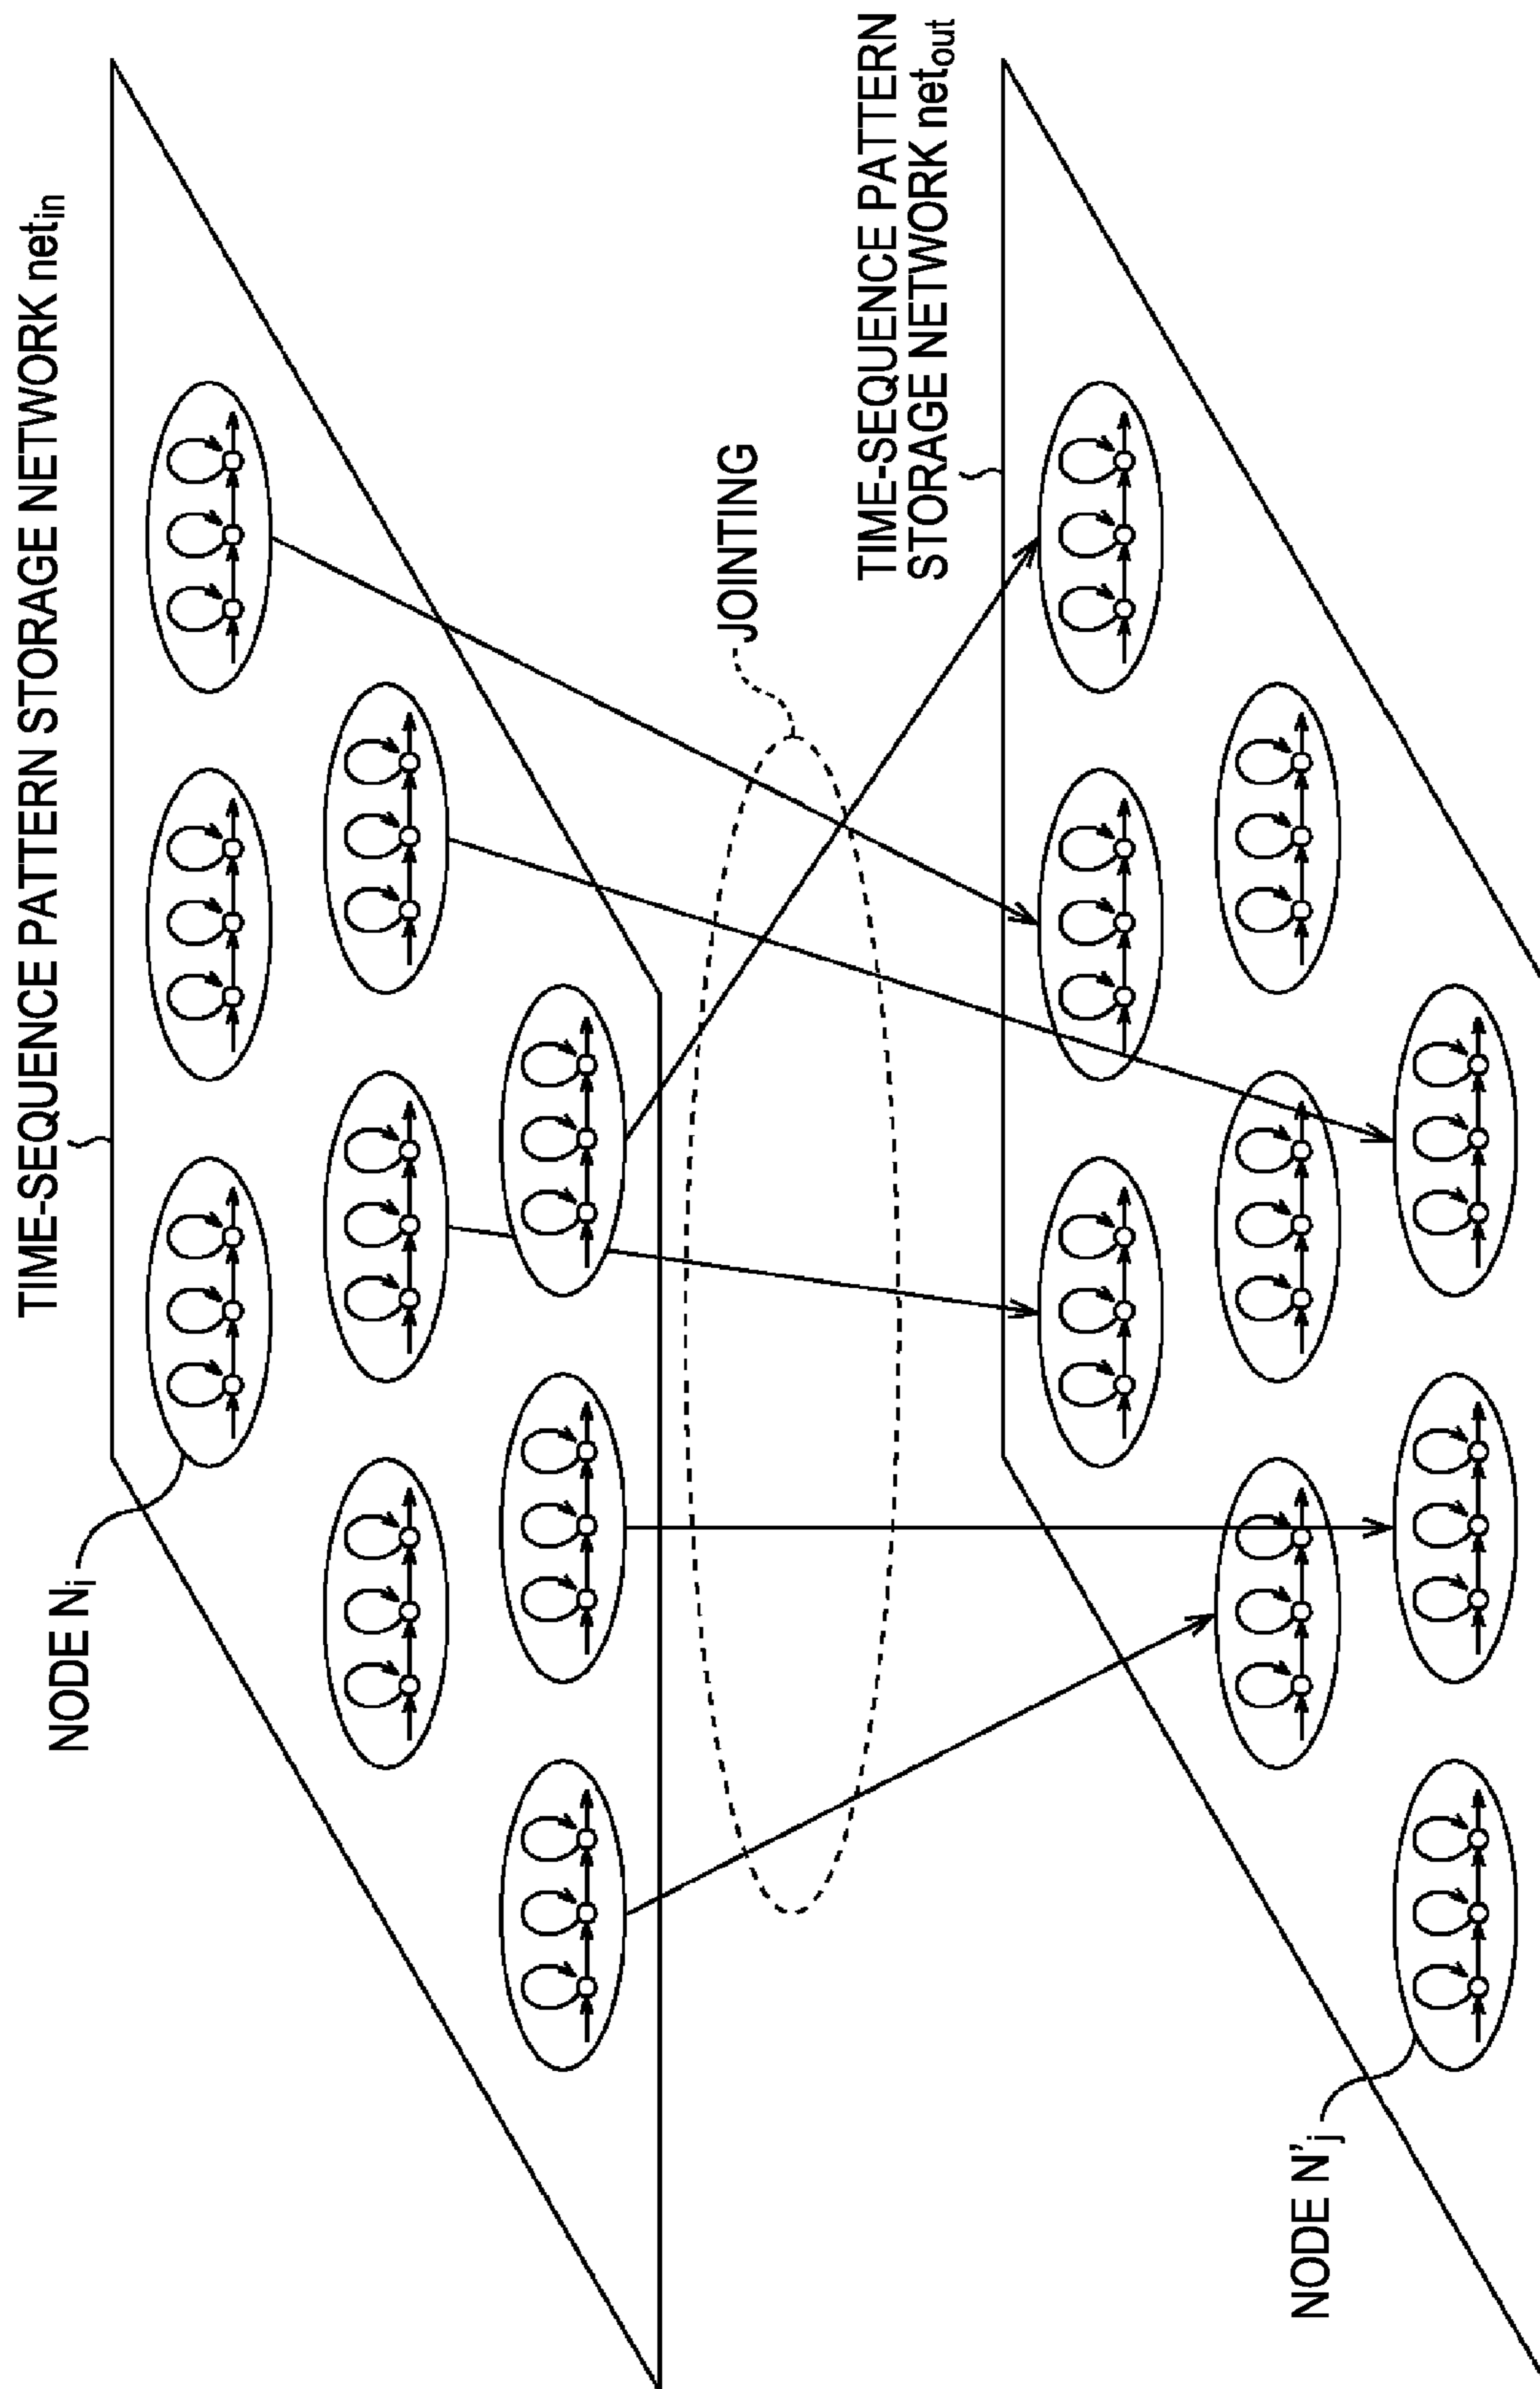 TIME-SEQUENCE PATTERN STORAGE NETWORK netin
NODE Ni
JOINTING
TIME-SEQUENCE PATTERN
STORAGE NETWORK netout
NODE N'j